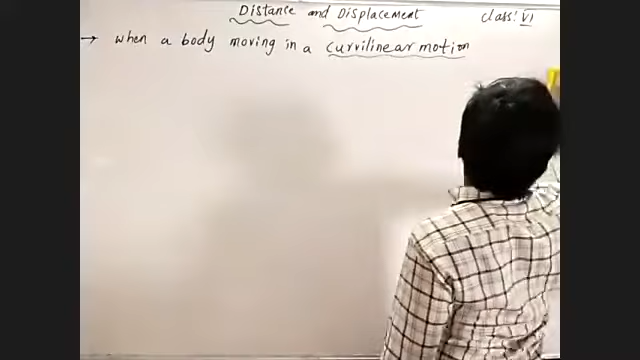 Distance and Displacement
class: VI
→ when a body moving in a curvilinear motion